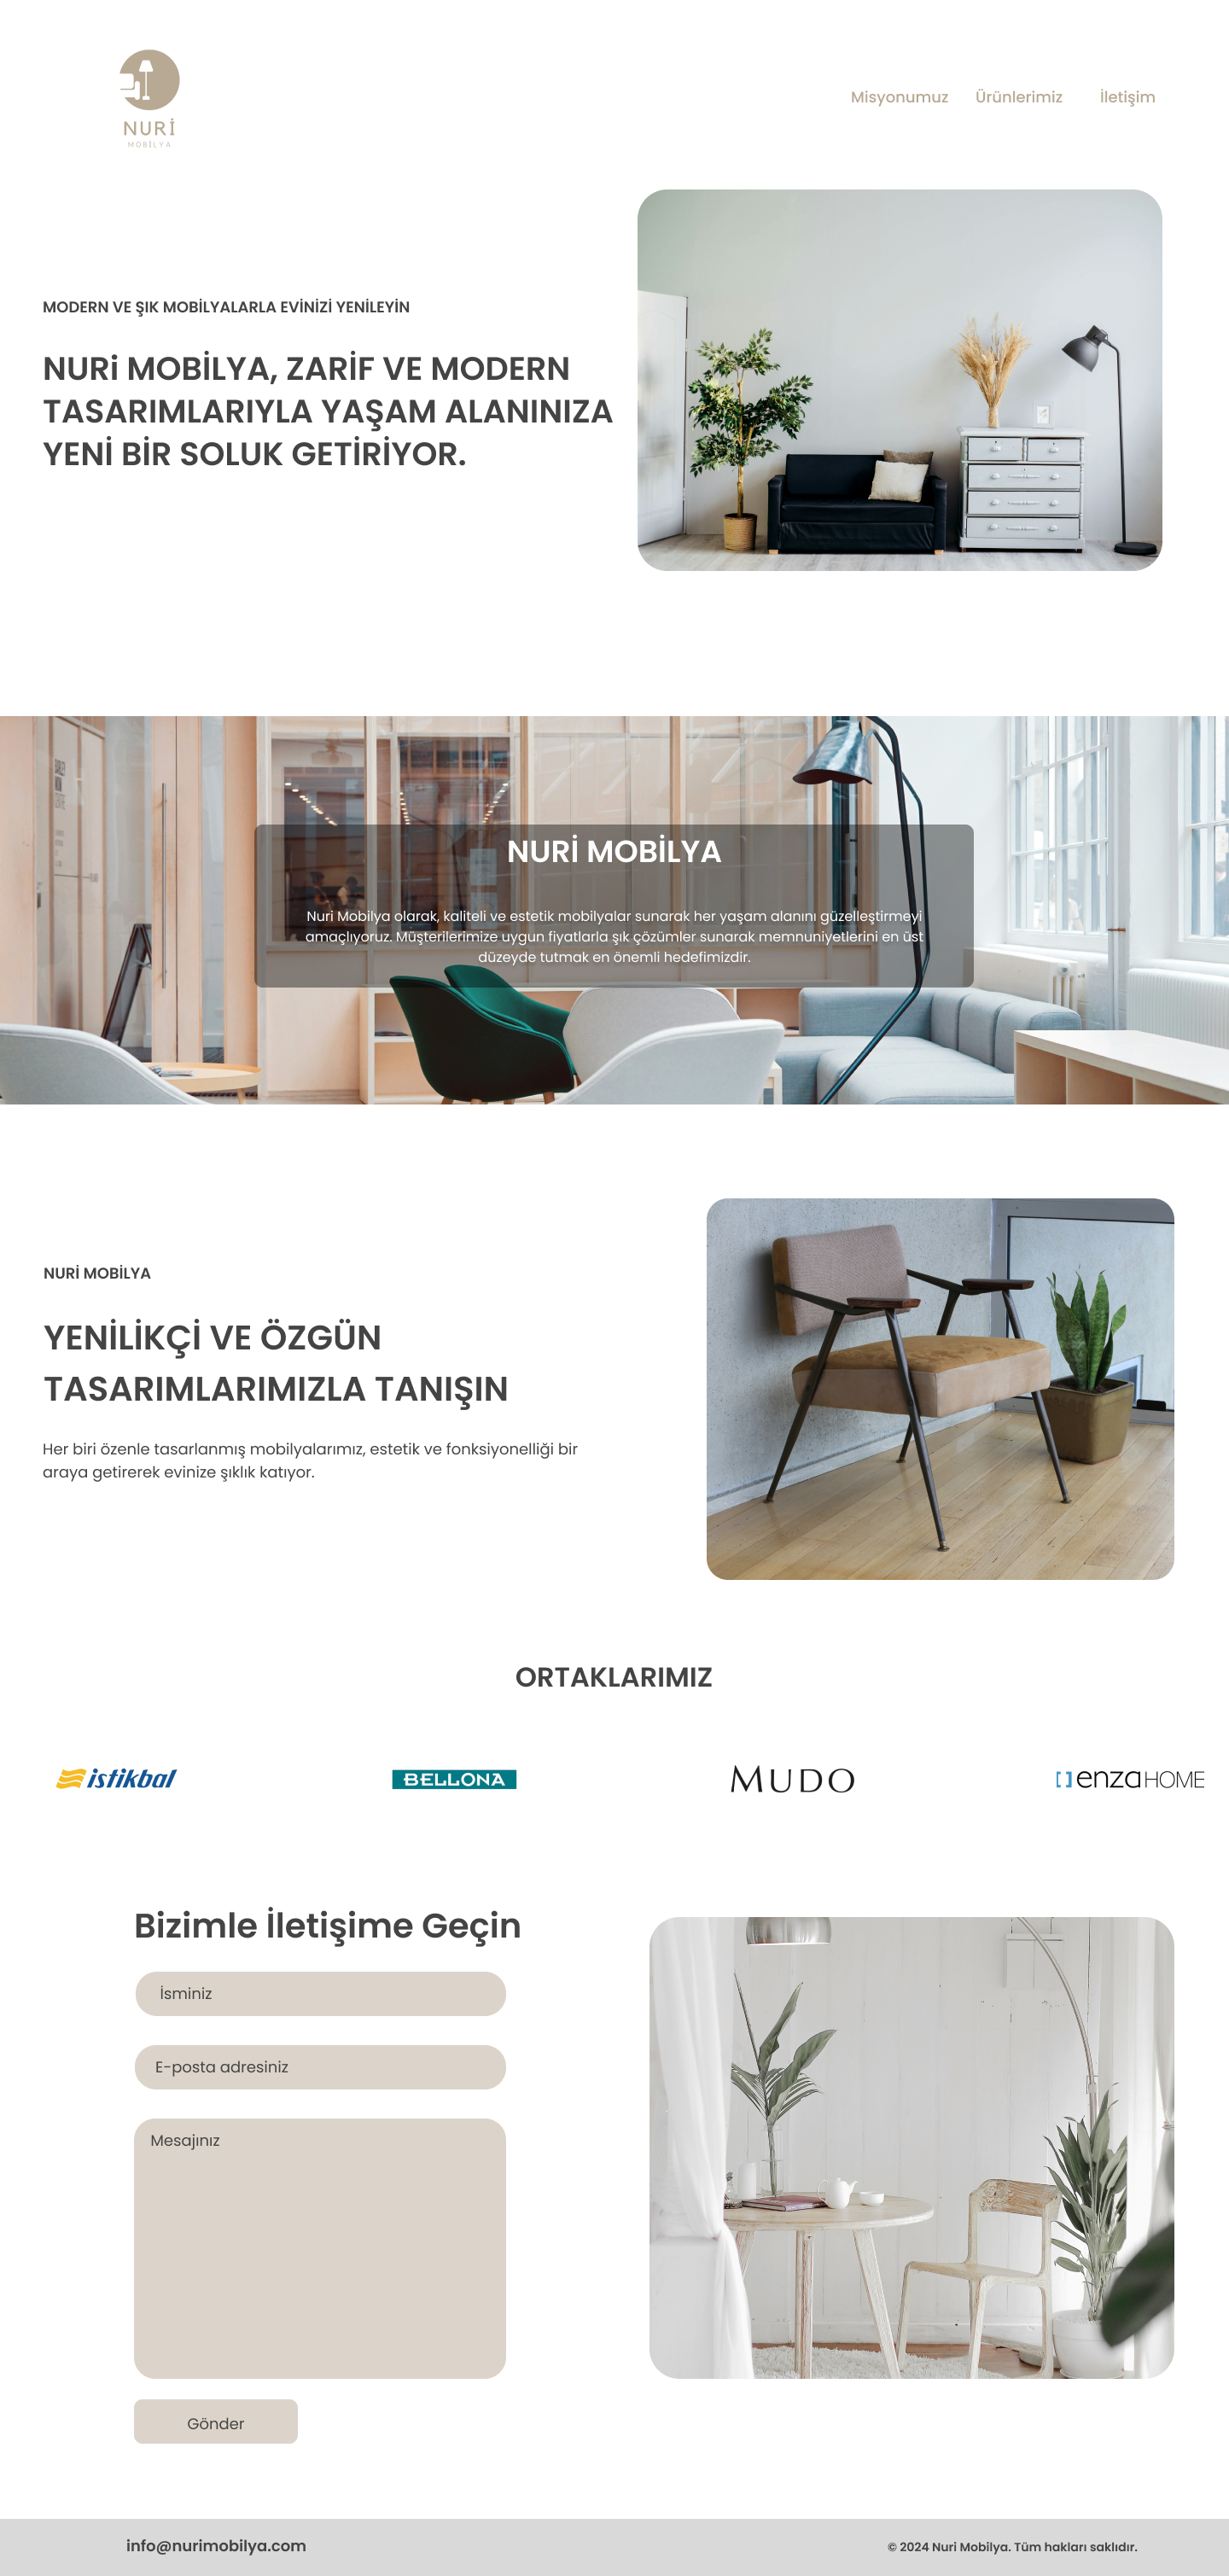 NURİ
MOBİLYA
Misyonumuz Ürünlerimiz İletişim
MODERN VE ŞIK MOBİLYALARLA EVİNİZİ YENİLEYİN
NURi MOBİLYA, ZARİF VE MODERN
TASARIMLARIYLA YAŞAM ALANINIZA
YENİ BİR SOLUK GETİRİYOR.
NURİ MOBİLYA
Nuri Mobilya olarak, kaliteli ve estetik mobilyalar sunarak her yaşam alanını güzelleştirmeyi
amaçlıyoruz. Müşterilerimize uygun fiyatlarla şık çözümler sunarak memnuniyetlerini en üst
düzeyde tutmak en önemli hedefimizdir.
NURİ MOBİLYA
YENİLİKÇİ VE ÖZGÜN
TASARIMLARIMIZLA TANIŞIN
Her biri özenle tasarlanmış mobilyalarımız, estetik ve fonksiyonelliği bir
araya getirerek evinize şıklık katıyor.
ORTAKLARIMIZ
istikbal BELLONA MUDO enzaHOME
Bizimle İletişime Geçin
İsminiz
E-posta adresiniz
Mesajınız
Gönder
info@nurimobilya.com © 2024 Nuri Mobilya. Tüm hakları saklıdır.